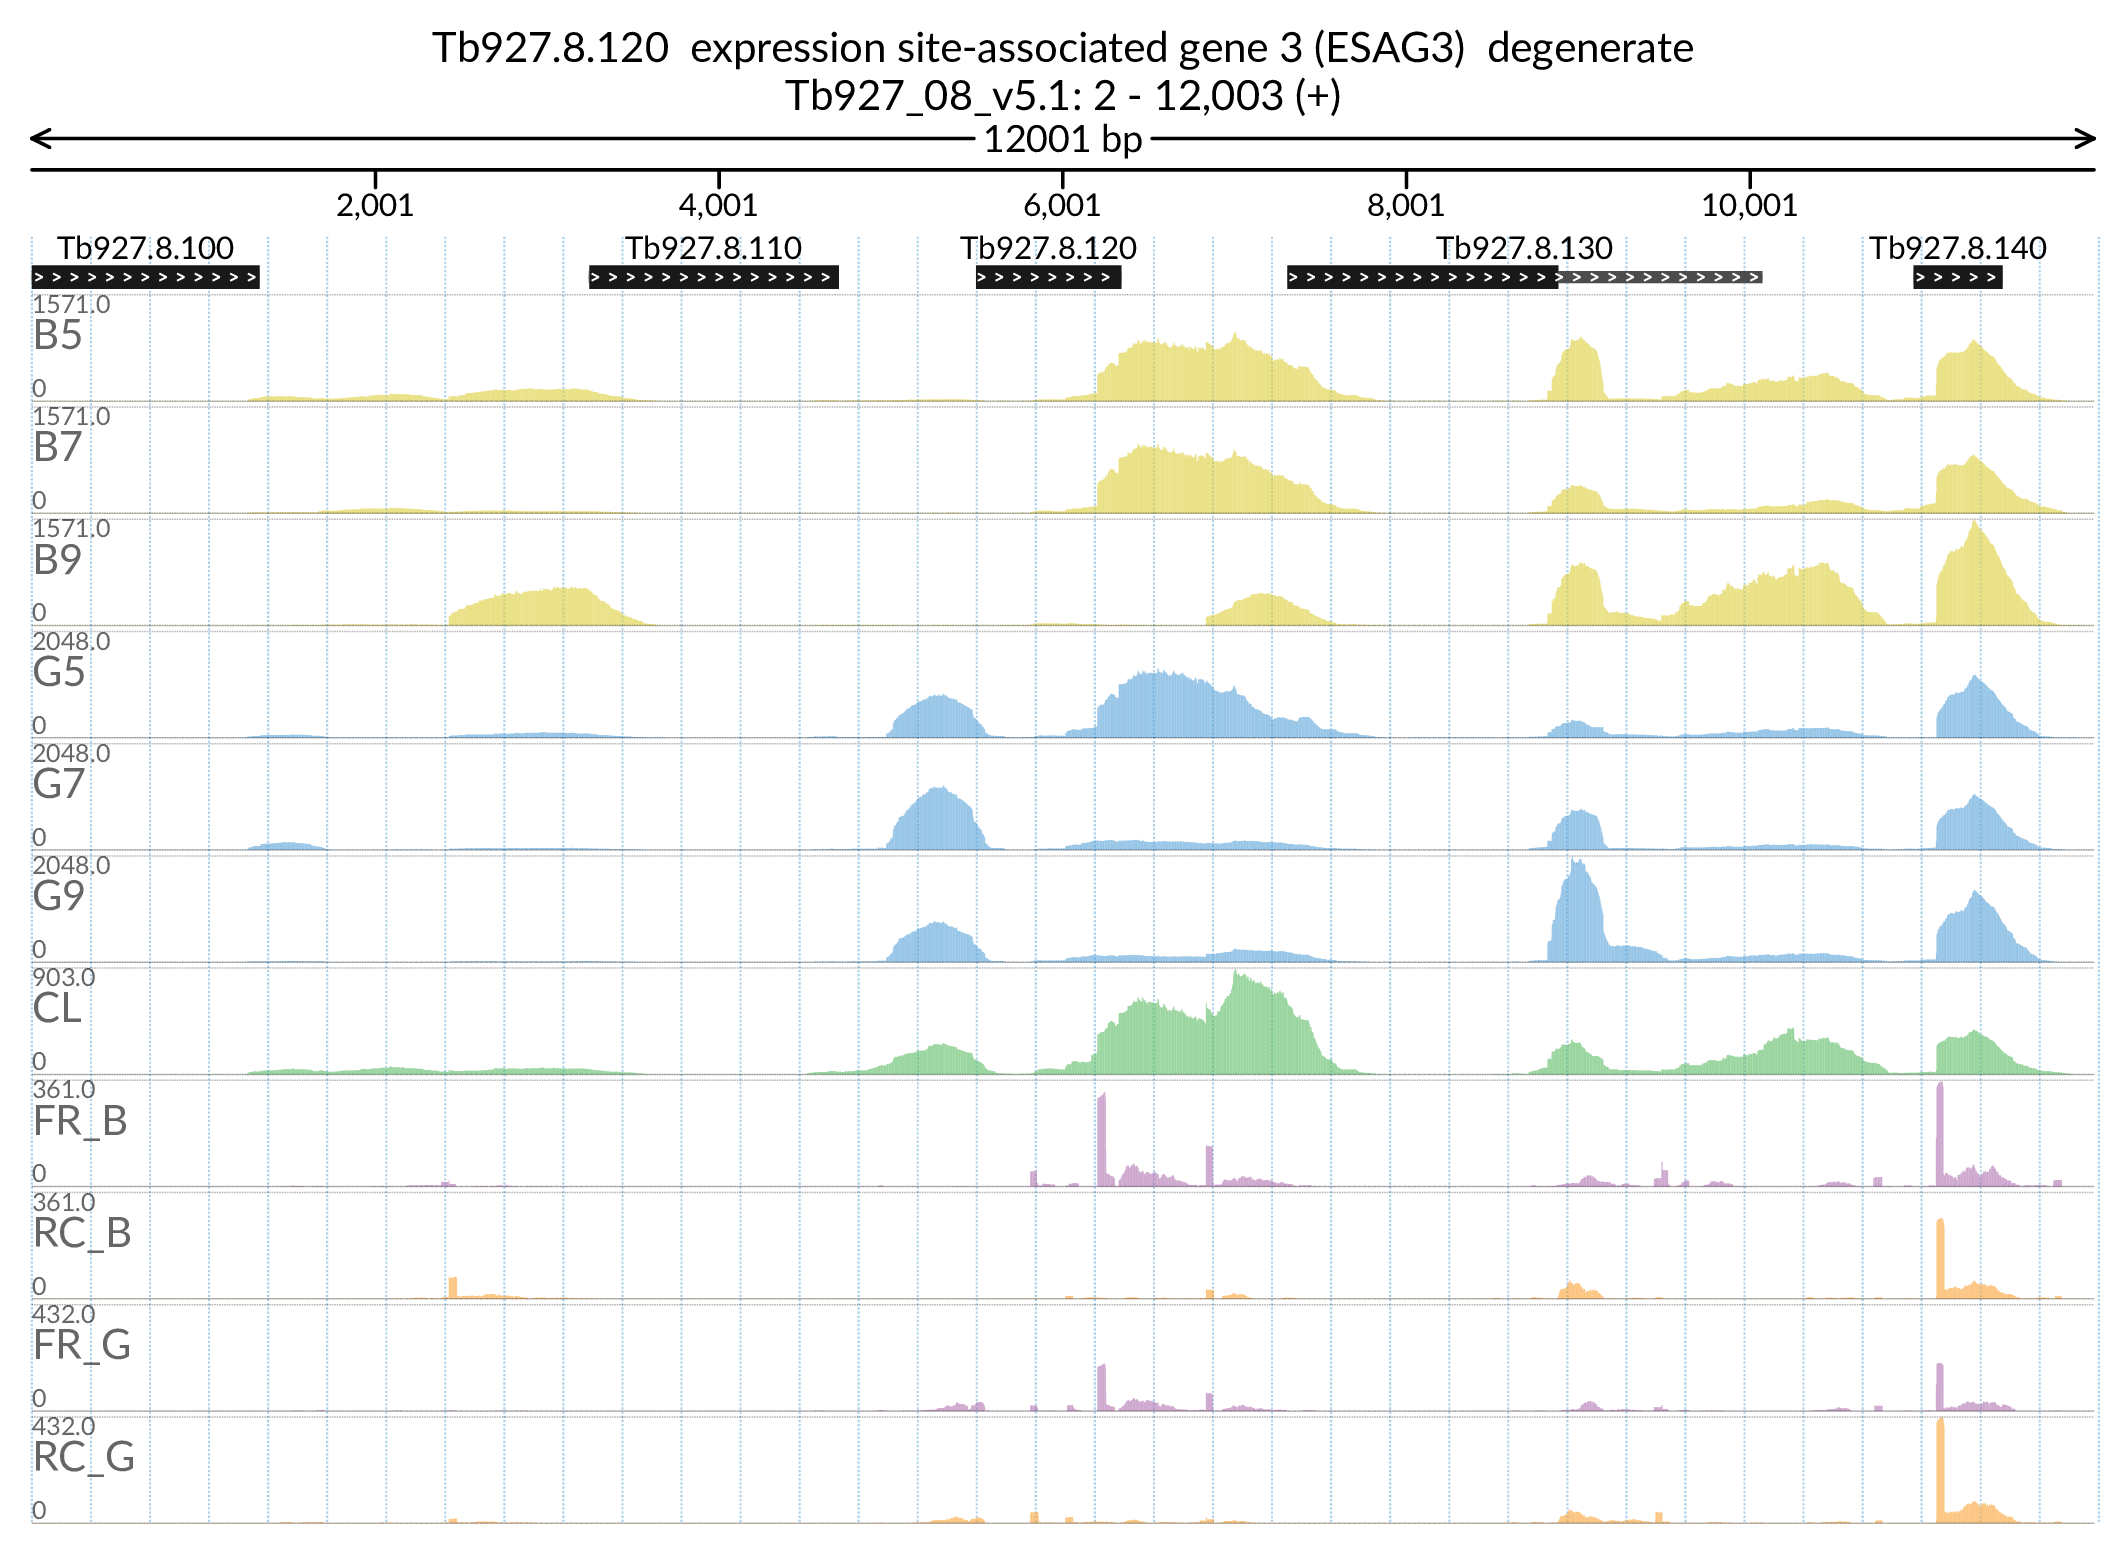 Tb927.8.120  expression site-associated gene 3 (ESAG3)  degenerate
Tb927_08_v5.1: 2 - 12,003 (+)
12001 bp
2,001 4,001 6,001 8,001 10,001
Tb927.8.100 Tb927.8.110 Tb927.8.120 Tb927.8.130 Tb927.8.140
1571.0
B5
0
1571.0
B7
0
1571.0
B9
0
2048.0
G5
0
2048.0
G7
0
2048.0
G9
0
903.0
CL
0
361.0
FR_B
0
361.0
RC_B
0
432.0
FR_G
0
432.0
RC_G
0